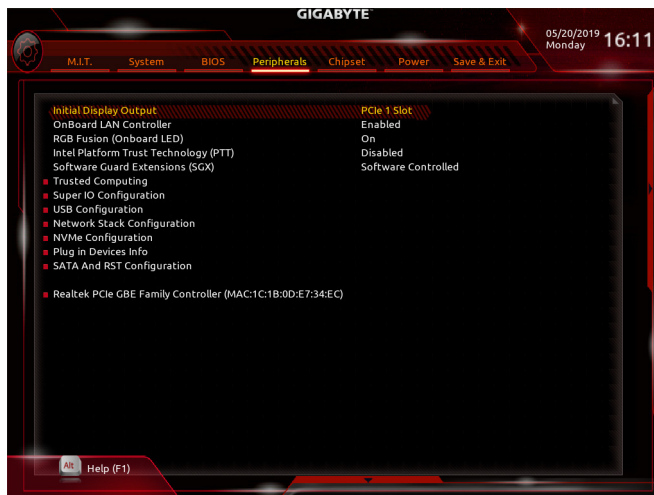 GIGABYTE™
05/20/2019 16:11
Monday
M.I.T. System BIOS Peripherals Chipset Power Save & Exit
Initial Display Output PCIe 1 Slot
OnBoard LAN Controller Enabled
RGB Fusion (Onboard LED) On
Intel Platform Trust Technology (PTT) Disabled
Software Guard Extensions (SGX) Software Controlled
Trusted Computing
Super IO Configuration
USB Configuration
Network Stack Configuration
NVMe Configuration
Plug in Devices Info
SATA And RST Configuration
Realtek PCIe GBE Family Controller (MAC:1C:1B:0D:E7:34:EC)
Alt Help (F1)